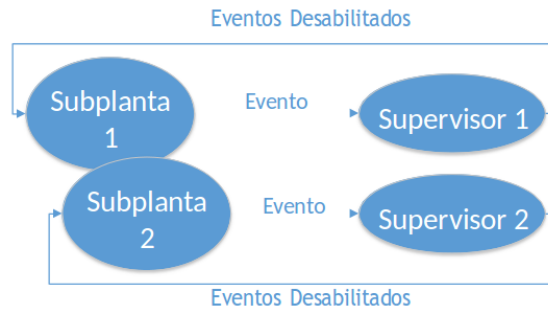 Eventos Desabilitados
Subplanta
1
Evento
Supervisor 1
Subplanta
2
Evento
Supervisor 2
Eventos Desabilitados